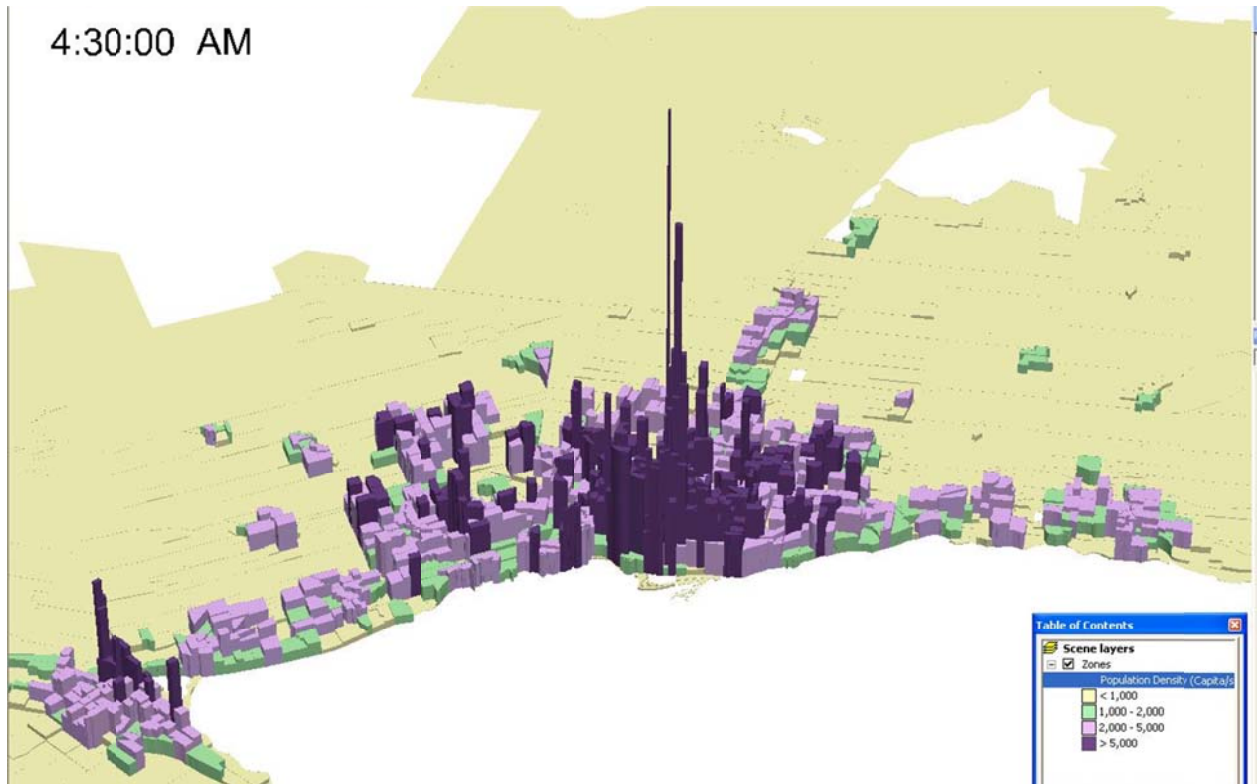 4:30:00 AM
Table of Contents
Scene layers
Zones
Population Density (Capita/s
< 1,000
1,000 - 2,000
2,000 - 5,000
> 5,000